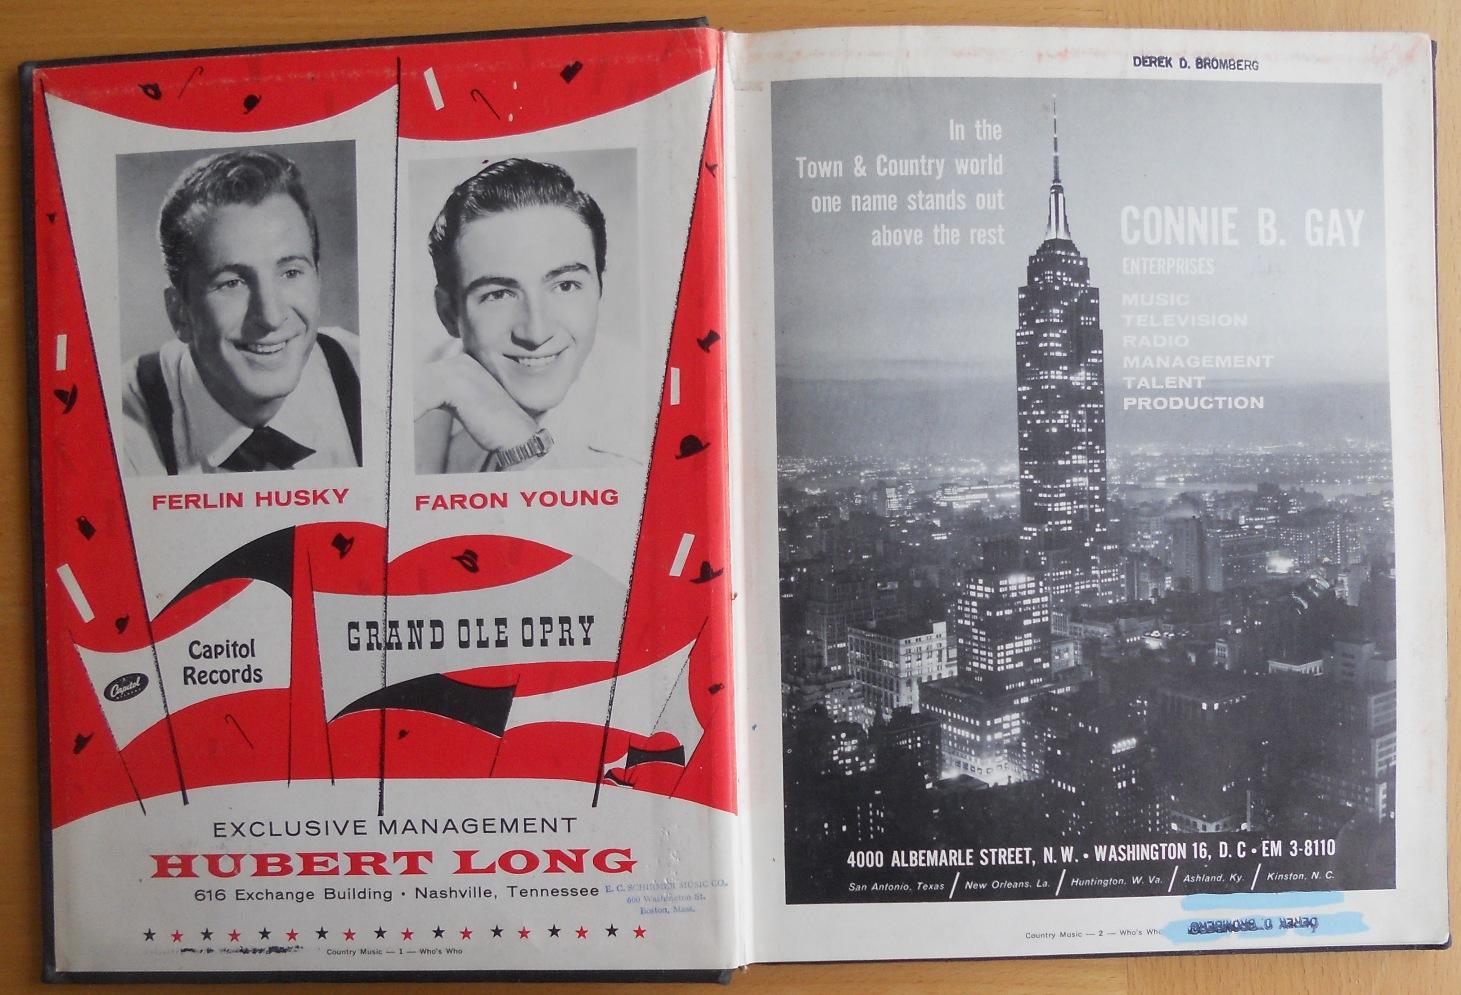 FERLIN HUSKY
FARON YOUNG
Capitol
Records
Capitol
GRAND OLE OPRY
EXCLUSIVE MANAGEMENT
HUBERT LONG
616 Exchange Building • Nashville, Tennessee
E. C. SCHIRMER MUSIC CO.
600 Washington St.
Boston, Mass.
Country Music — 1 — Who's Who
DEREK D. BROMBERG
In the
Town & Country world
one name stands out
above the rest
CONNIE B. GAY
ENTERPRISES
MUSIC
TELEVISION
RADIO
MANAGEMENT
TALENT
PRODUCTION
4000 ALBEMARLE STREET, N. W. • WASHINGTON 16, D. C • EM 3-8110
San Antonio, Texas / New Orleans, La. / Huntington, W. Va. / Ashland, Ky. / Kinston, N. C.
Country Music — 2 — Who's Who
DEREK D. BROMBERG